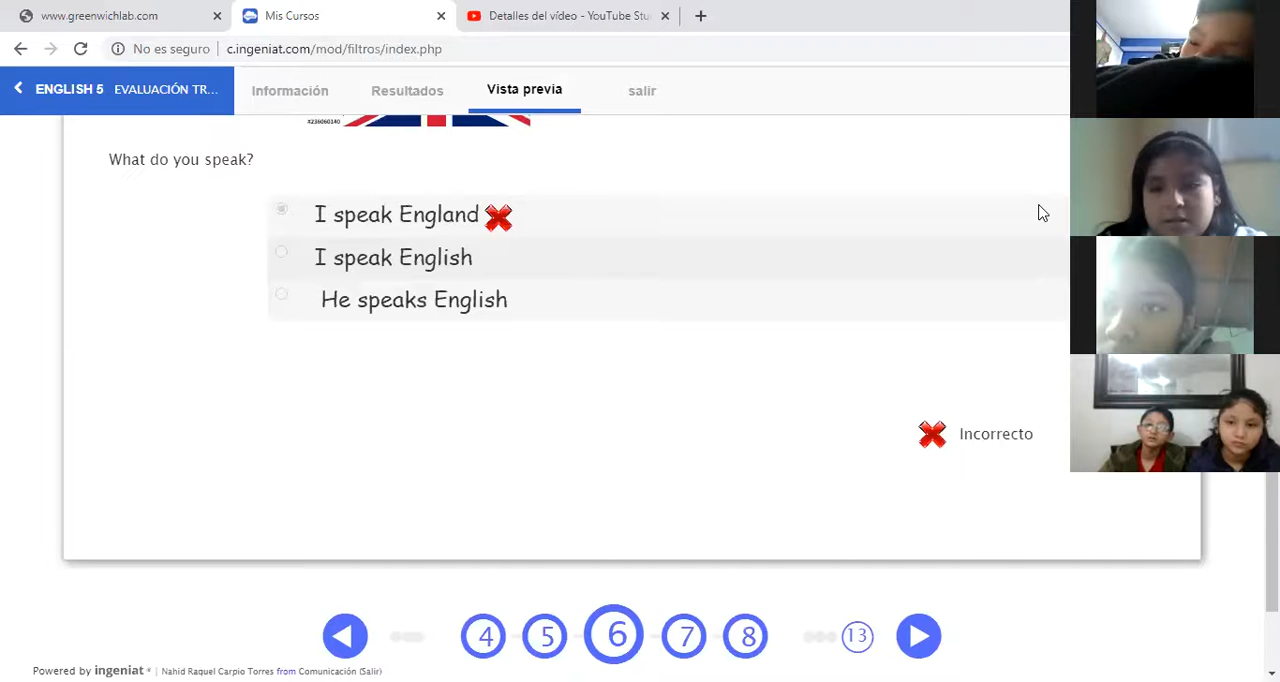 www.greenwichlab.com
Mis Cursos
Detalles del vídeo - YouTube Stu
No es seguro | c.ingeniat.com/mod/filtros/index.php
ENGLISH 5 EVALUACIÓN TR... Información Resultados Vista previa salir
#236060140
What do you speak?
I speak England
I speak English
He speaks English
Incorrecto
4 5 6 7 8 13
Powered by ingeniat ® | Nahid Raquel Carpio Torres from Comunicación (Salir)